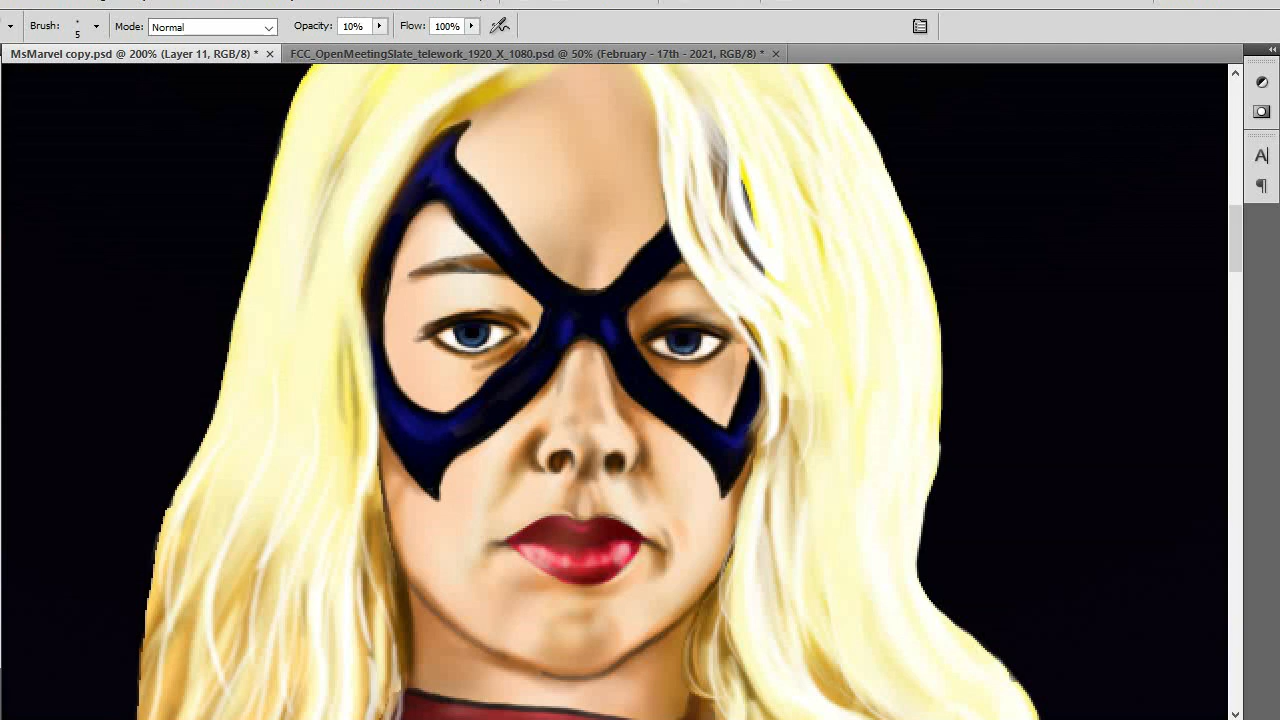 Brush: 5 Mode: Normal Opacity: 10% Flow: 100%
MsMarvel copy.psd @ 200% (Layer 11, RGB/8) * × FCC_OpenMeetingSlate_telework_1920_X_1080.psd @ 50% (February - 17th - 2021, RGB/8) * ×
A
¶